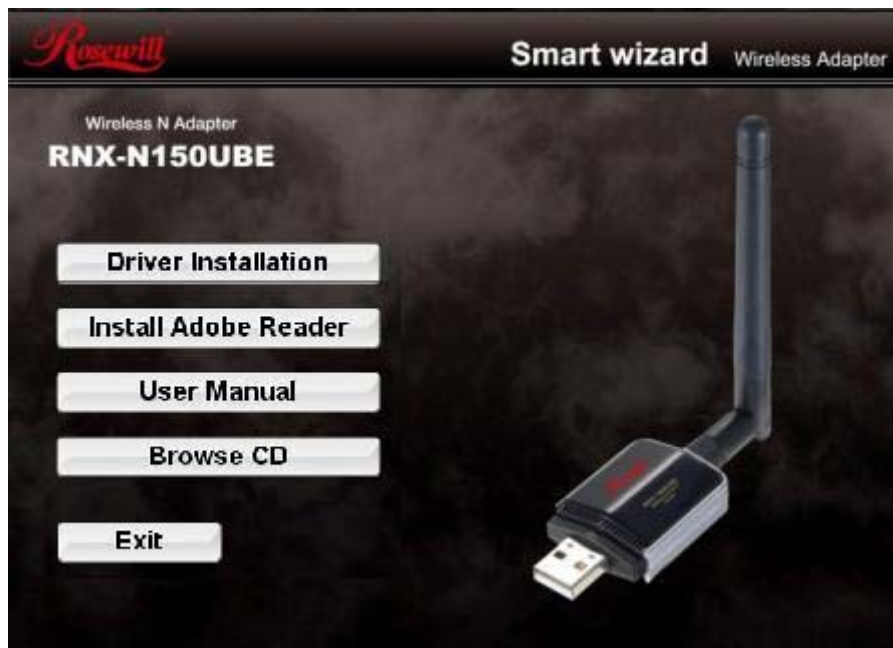 Rosewill
Smart wizard Wireless Adapter
Wireless N Adapter
RNX-N150UBE
Driver Installation
Install Adobe Reader
User Manual
Browse CD
Exit
Rosewill